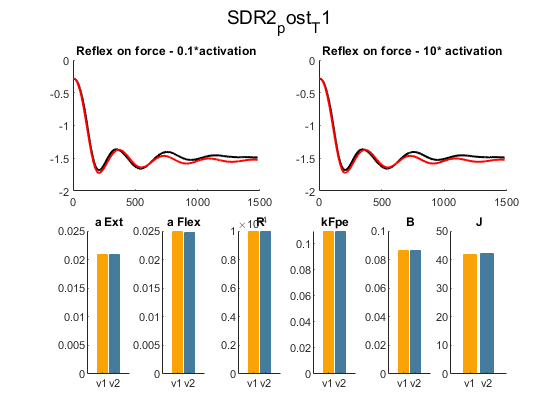 SDR2post_T1
Reflex on force - 0.1*activation
Reflex on force - 10* activation
0
-0.5
-1
-1.5
-2
0 500 1000 1500
0
-0.5
-1
-1.5
-2
0 500 1000 1500
a Ext
0.025
0.02
0.015
0.01
0.005
0
v1 v2
a Flex
0.025
0.02
0.015
0.01
0.005
0
v1 v2
R
1
0.8
0.6
0.4
0.2
0
v1 v2
kFpe
0.1
0.08
0.06
0.04
0.02
0
v1 v2
B
0.1
0.08
0.06
0.04
0.02
0
v1 v2
J
50
40
30
20
10
0
v1 v2